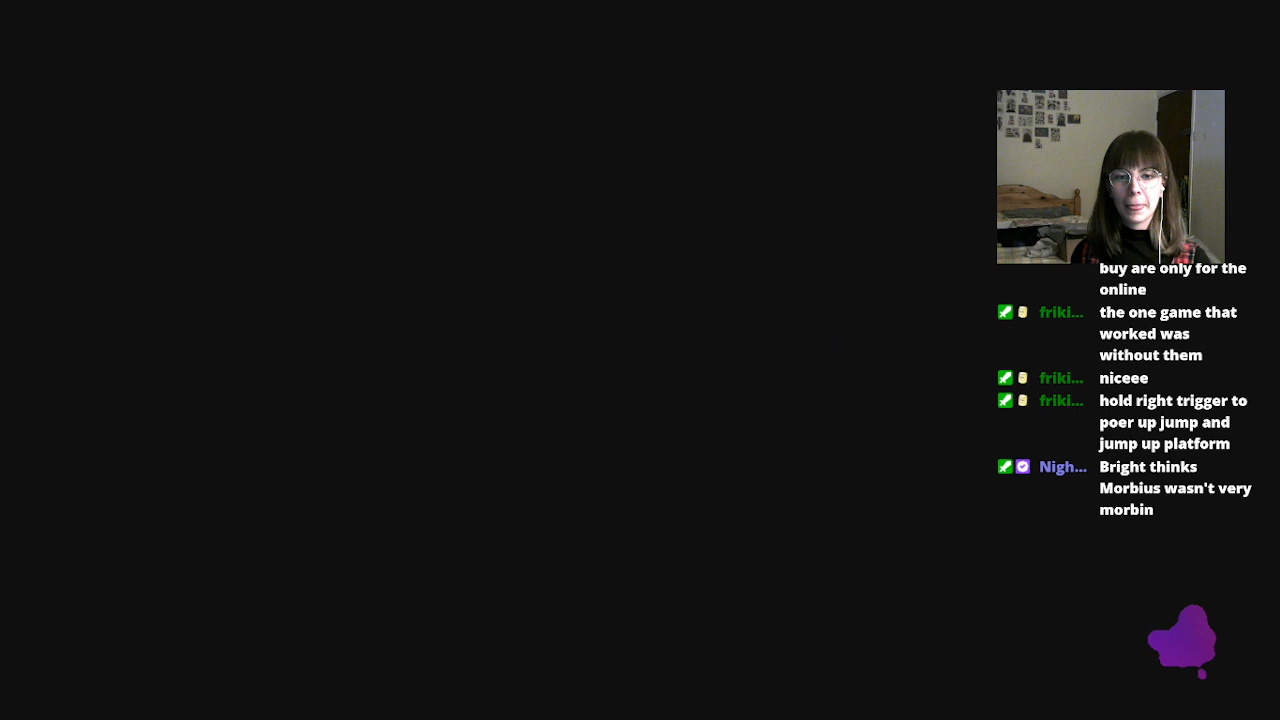 buy are only for the
online
friki... the one game that
worked was
without them
friki... niceee
friki... hold right trigger to
poer up jump and
jump up platform
Nigh... Bright thinks
Morbius wasn't very
morbin